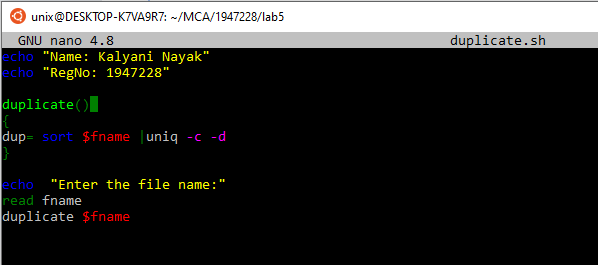 unix@DESKTOP-K7VA9R7: ~/MCA/1947228/lab5
GNU nano 4.8 duplicate.sh
echo "Name: Kalyani Nayak"
echo "RegNo: 1947228"
duplicate()
{
dup= sort $fname |uniq -c -d
}
echo  "Enter the file name:"
read fname
duplicate $fname